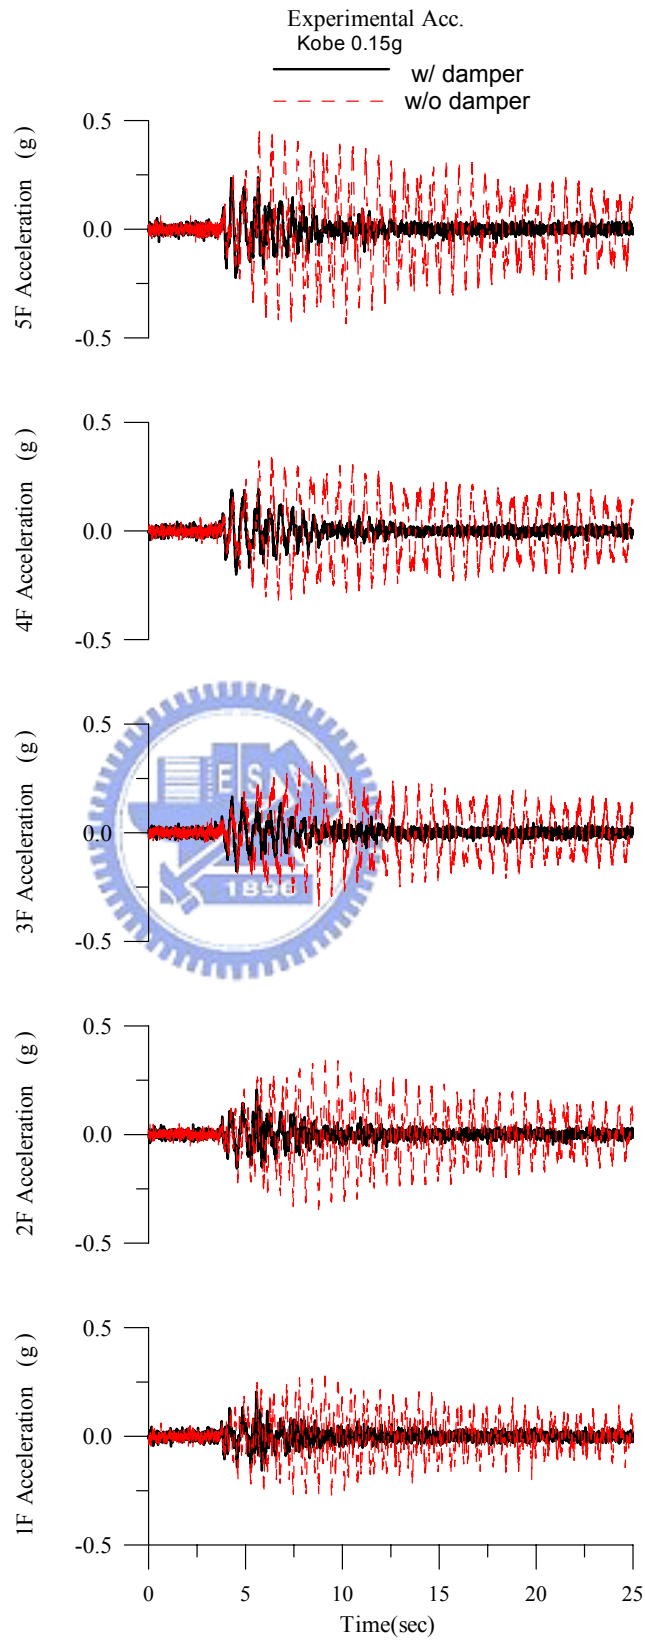 Experimental Acc.
Kobe 0.15g
w/ damper
w/o damper
5F Acceleration (g)
0.5
0.0
-0.5
4F Acceleration (g)
0.5
0.0
-0.5
3F Acceleration (g)
0.5
0.0
-0.5
E S
1896
2F Acceleration (g)
0.5
0.0
-0.5
1F Acceleration (g)
0.5
0.0
-0.5
0 5 10 15 20 25
Time(sec)